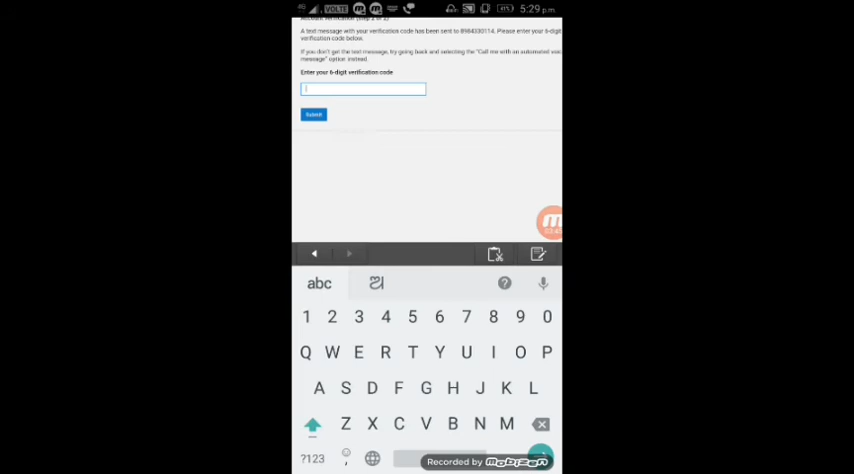 4G VOLTE 41% 5:29 p.m.
Account verification (step 2 of 2)
A text message with your verification code has been sent to 8984330114. Please enter your 6-digit
verification code below.
If you don't get the text message, try going back and selecting the "Call me with an automated voic
message" option instead.
Enter your 6-digit verification code
Submit
abc ଆ ?
1 2 3 4 5 6 7 8 9 0
Q W E R T Y U I O P
A S D F G H J K L
Z X C V B N M
?123 ,
Recorded by mobizen